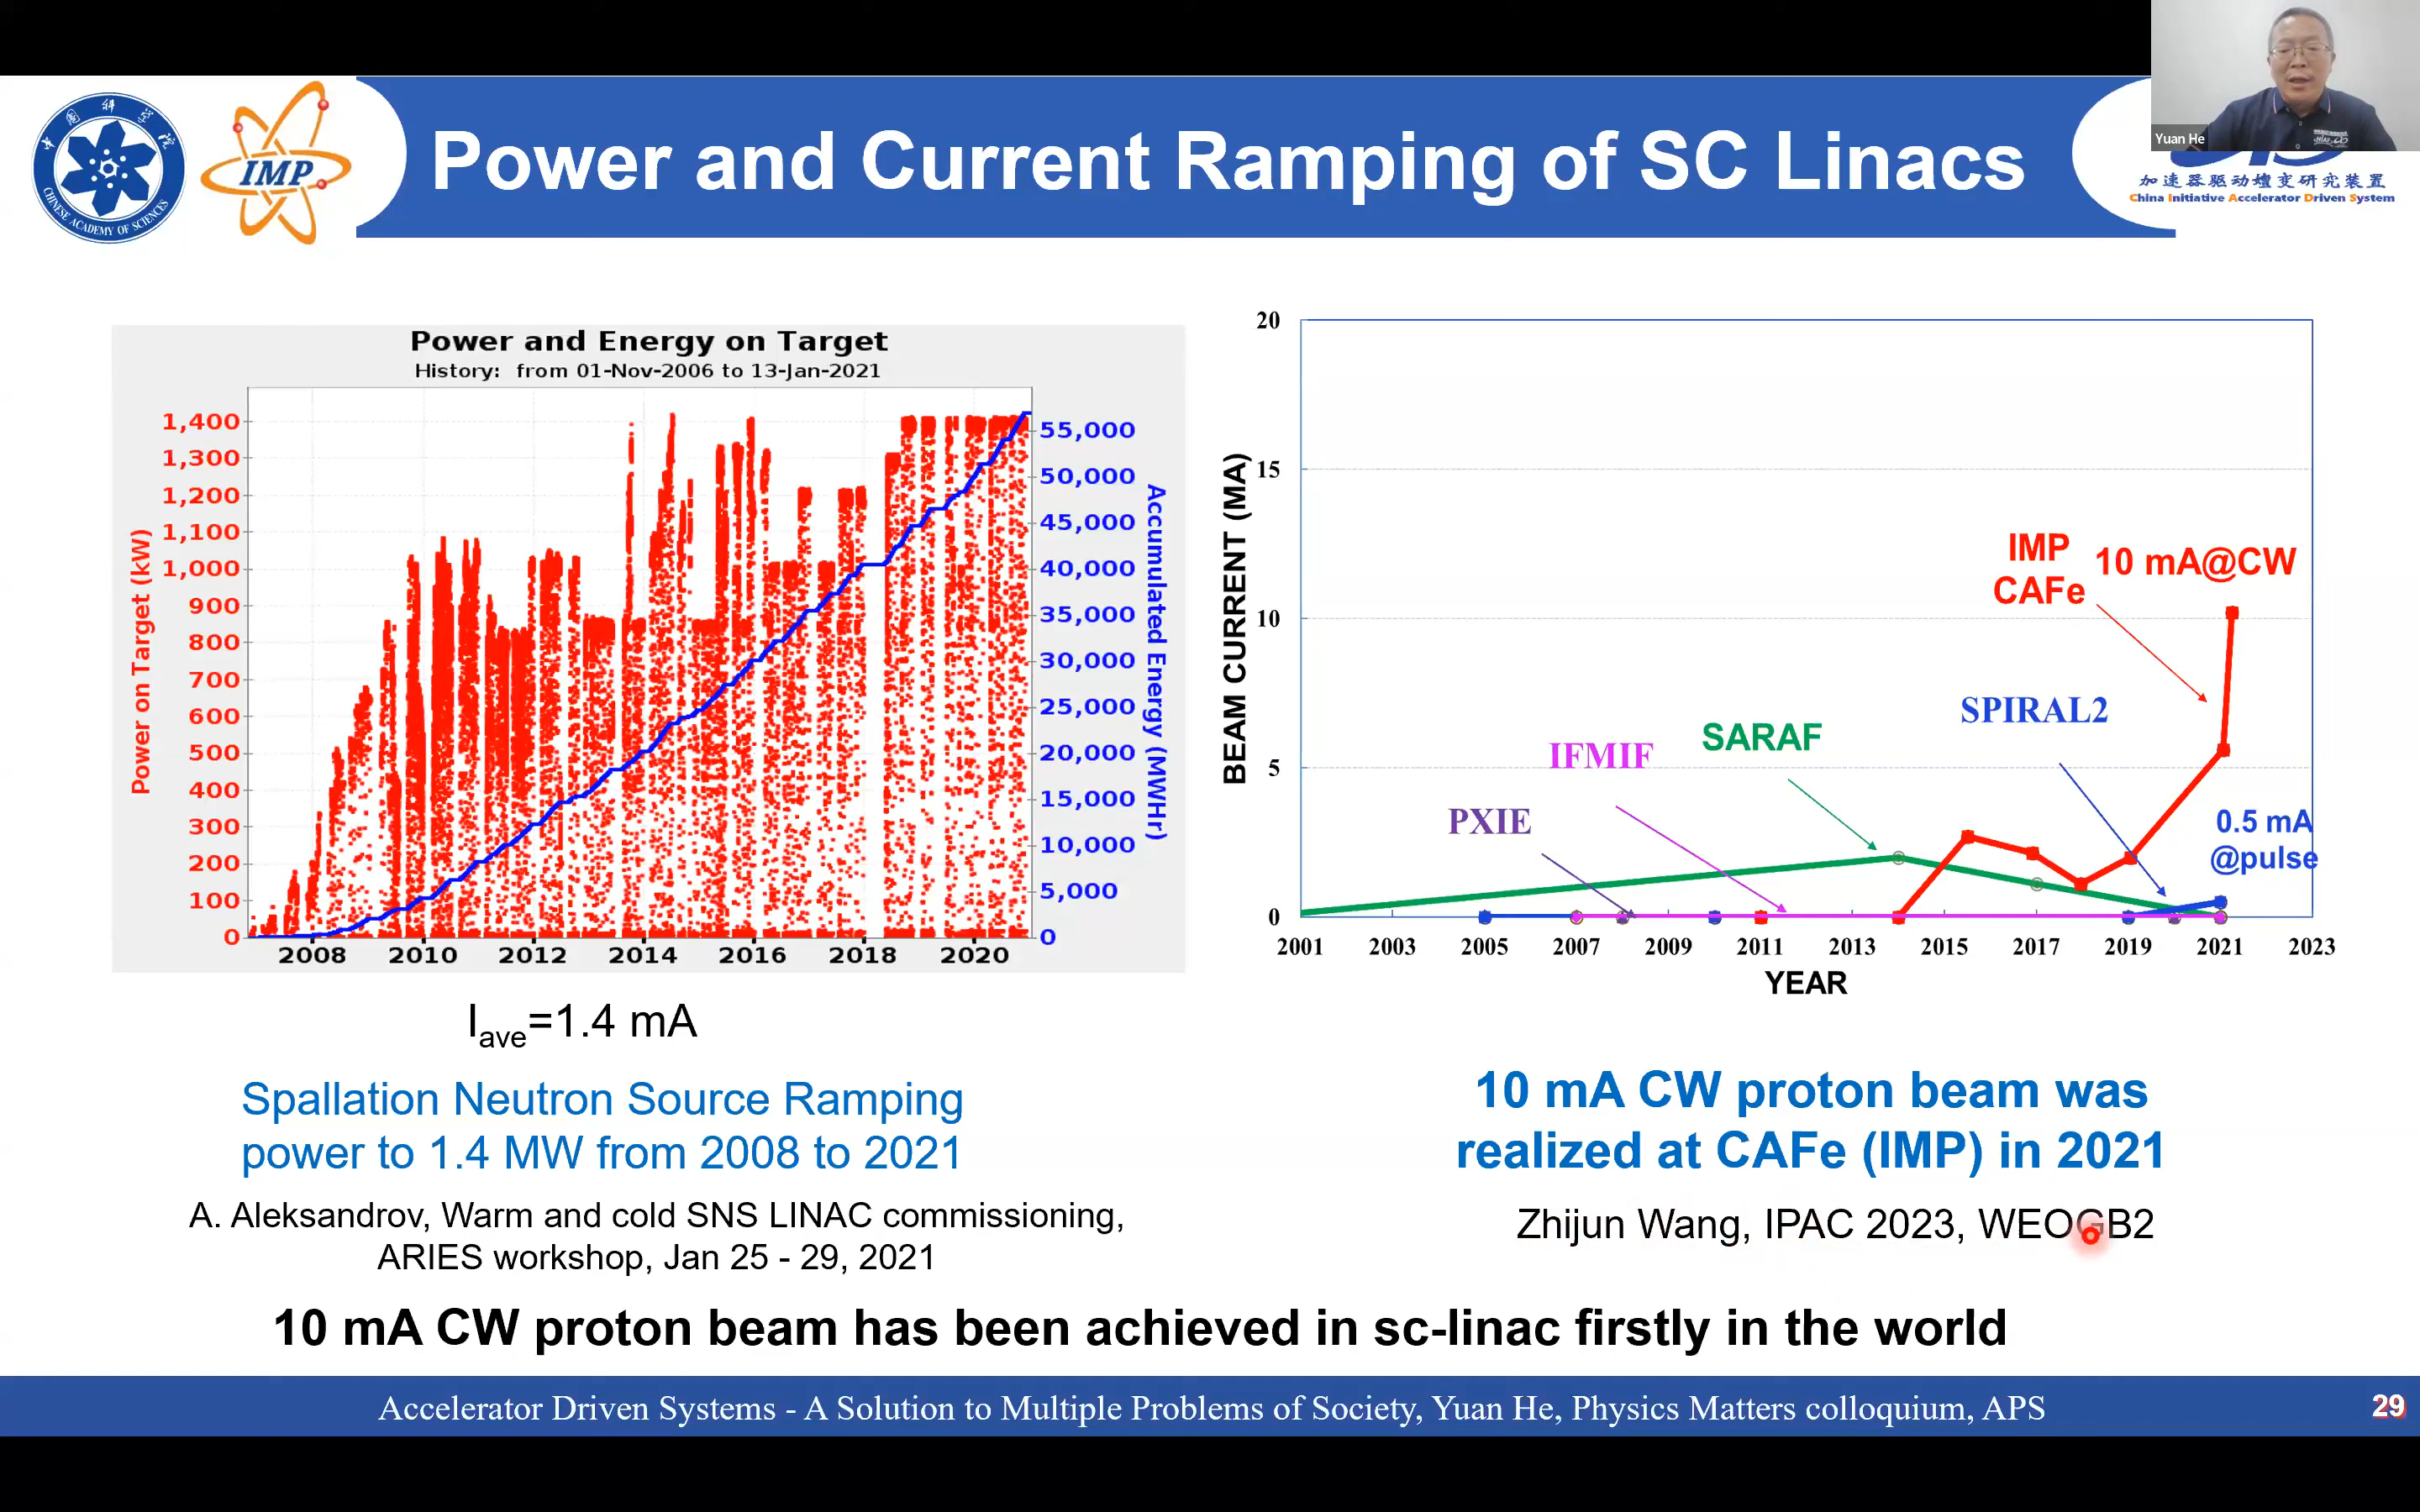 Yuan He
中国科学院
CHINESE ACADEMY OF SCIENCES
IMP
Power and Current Ramping of SC Linacs
加速器驱动嬗变研究装置
China Initiative Accelerator Driven System
Power and Energy on Target
History: from 01-Nov-2006 to 13-Jan-2021
Power on Target (kW)
1,400
1,300
1,200
1,100
1,000
900
800
700
600
500
400
300
200
100
0
55,000
50,000
45,000
40,000
35,000
30,000
25,000
20,000
15,000
10,000
5,000
0
Accumulated Energy (MWHr)
2008 2010 2012 2014 2016 2018 2020
BEAM CURRENT (MA)
20
15
10
5
0
IMP
CAFe
10 mA@CW
SPIRAL2
SARAF
IFMIF
PXIE
0.5 mA
@pulse
2001 2003 2005 2007 2009 2011 2013 2015 2017 2019 2021 2023
YEAR
Iave=1.4 mA
Spallation Neutron Source Ramping
power to 1.4 MW from 2008 to 2021
A. Aleksandrov, Warm and cold SNS LINAC commissioning,
ARIES workshop, Jan 25 - 29, 2021
10 mA CW proton beam was
realized at CAFe (IMP) in 2021
Zhijun Wang, IPAC 2023, WEOGB2
10 mA CW proton beam has been achieved in sc-linac firstly in the world
Accelerator Driven Systems - A Solution to Multiple Problems of Society, Yuan He, Physics Matters colloquium, APS
29